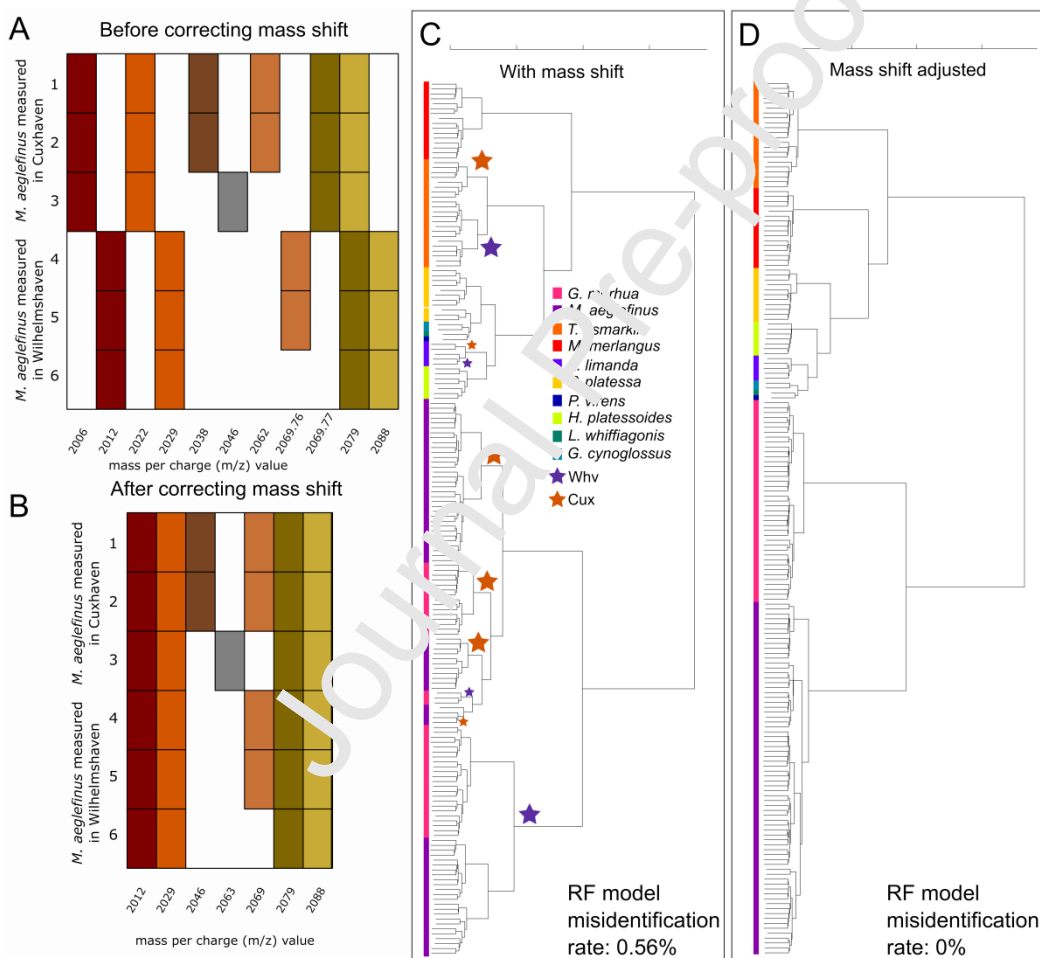 A
Before correcting mass shift
M. aeglefinus measured
in Cuxhaven
1
2
3
M. aeglefinus measured
in Wilhelmshaven
4
5
6
2006
2012
2022
2029
2038
2046
2062
2069.76
2069.77
2079
2088
mass per charge (m/z) value
B
After correcting mass shift
M. aeglefinus measured
in Cuxhaven
1
2
3
M. aeglefinus measured
in Wilhelmshaven
4
5
6
2012
2029
2046
2063
2069
2079
2088
mass per charge (m/z) value
C
With mass shift
G.
aeglefinus
T.
merlangus
limanda
platessa
P. virens
H. platessoides
L. whiffiagonis
G. cynoglossus
Whv
Cux
RF model
misidentification
rate: 0.56%
D
Mass shift adjusted
RF model
misidentification
rate: 0%
Journal Pre-proo